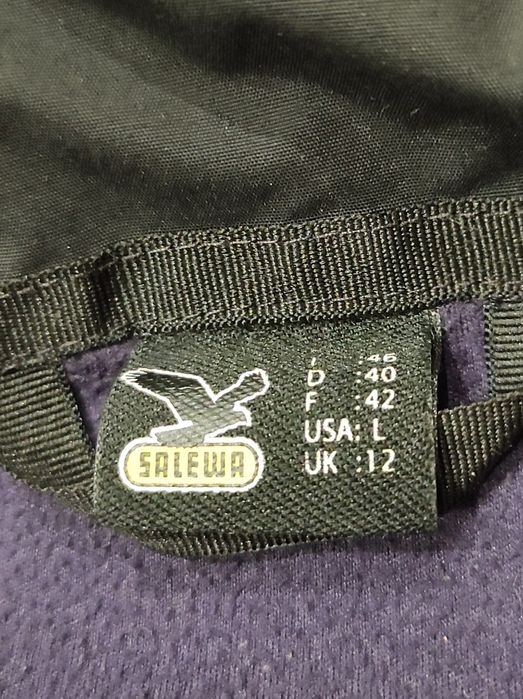 SALEWA
I :46
D :40
F :42
USA: L
UK :12